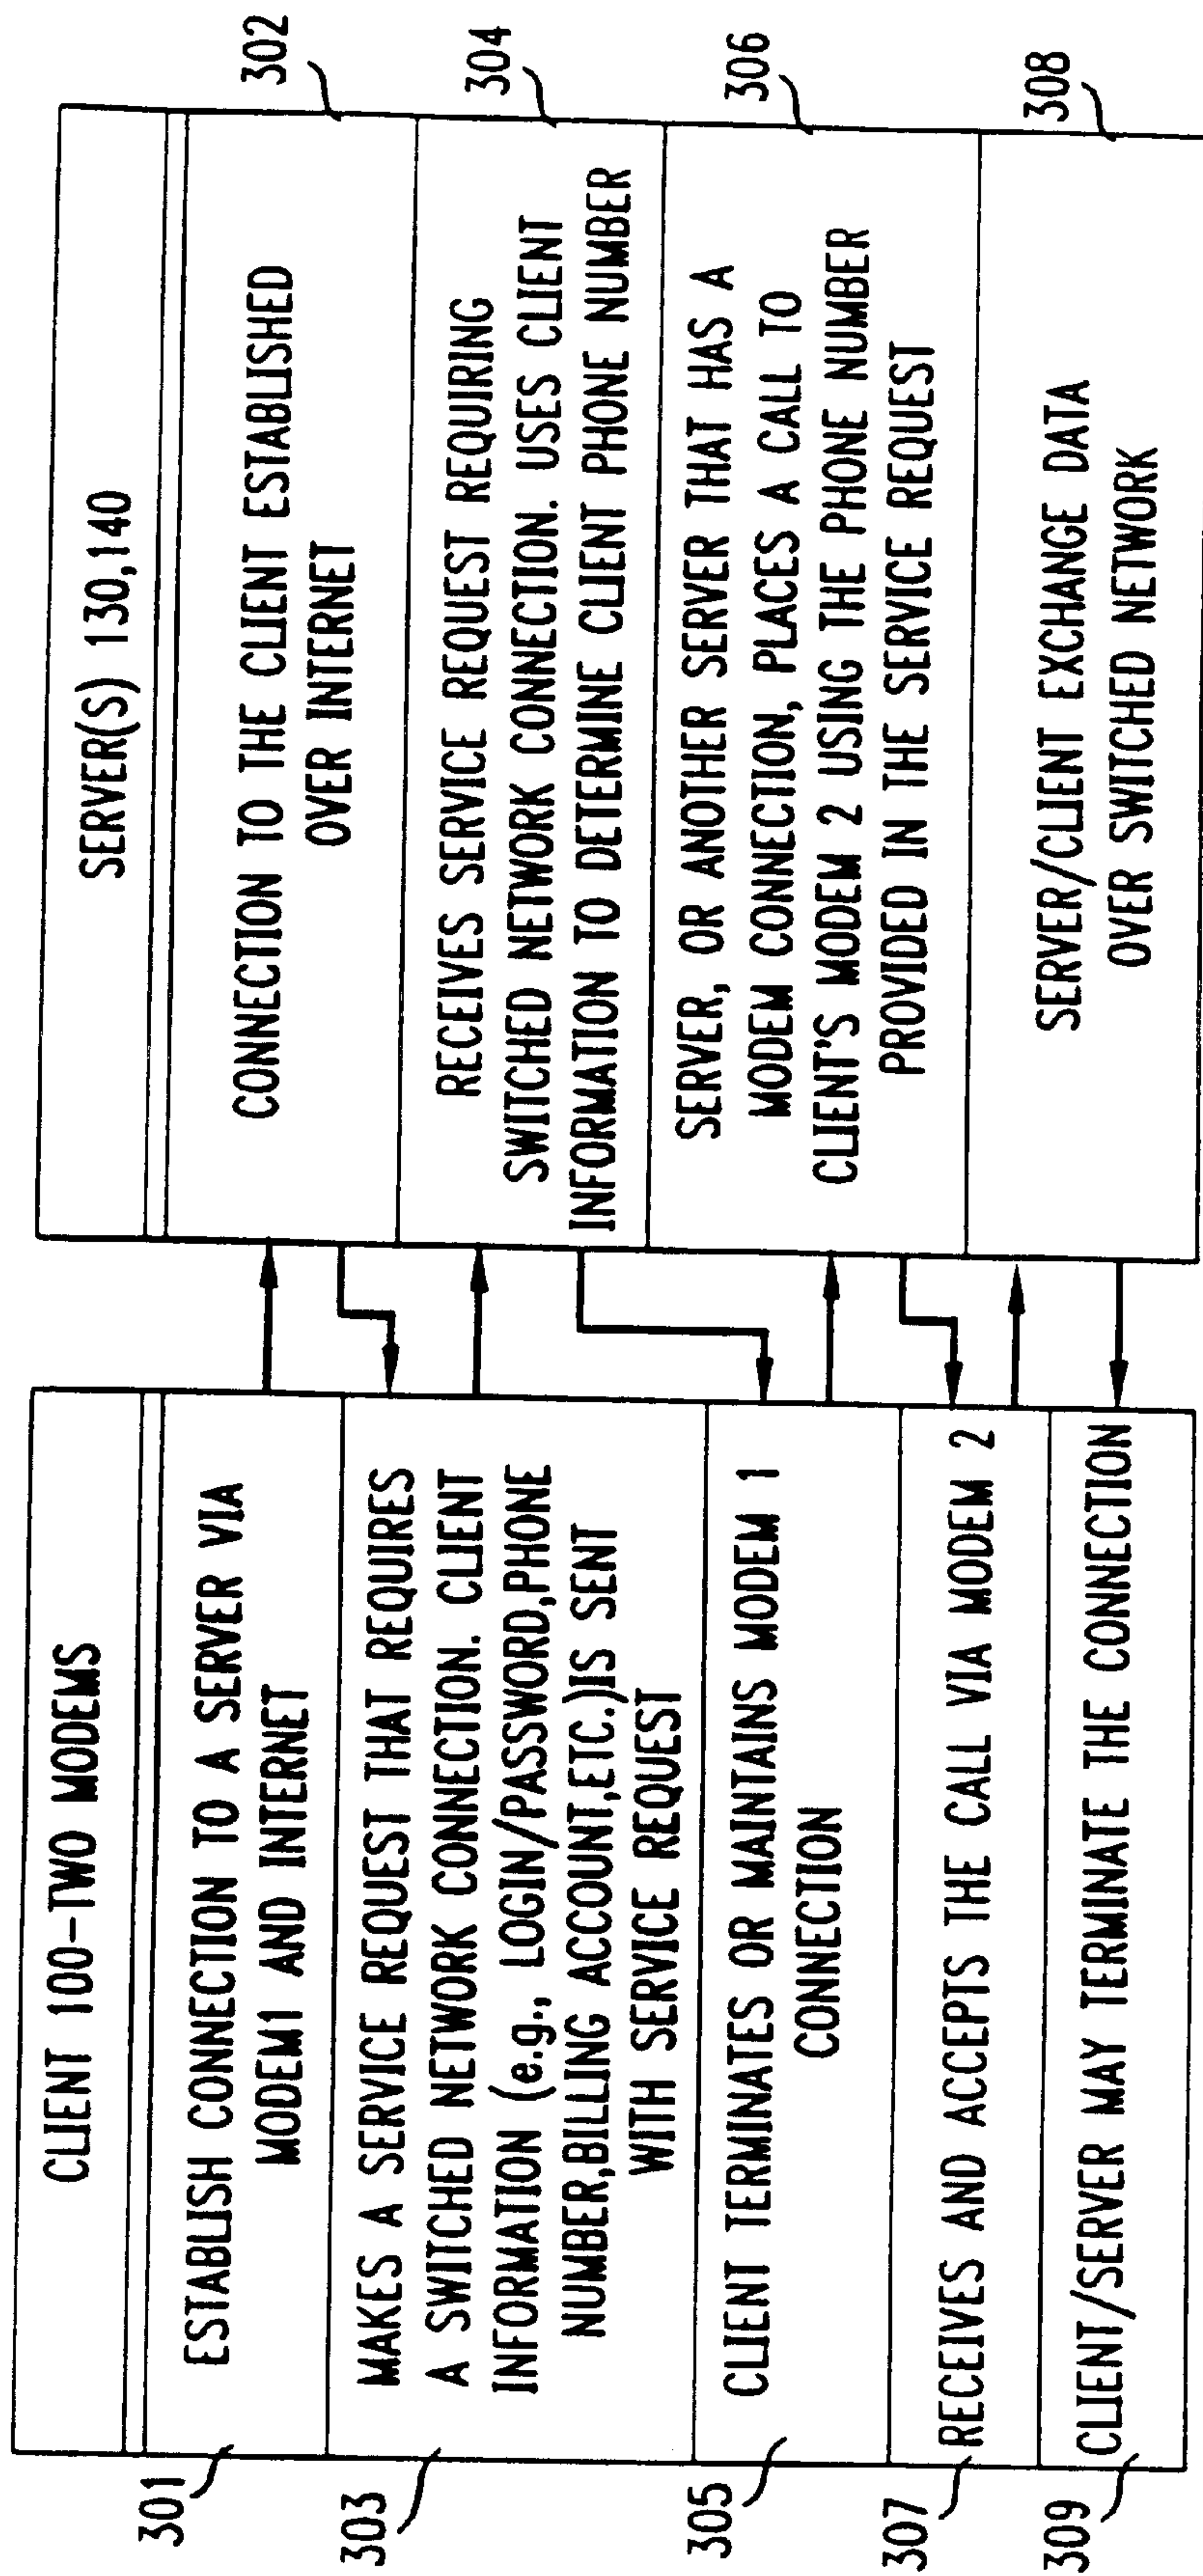 CLIENT 100-TWO MODEMS
301
ESTABLISH CONNECTION TO A SERVER VIA
MODEM1 AND INTERNET
303
MAKES A SERVICE REQUEST THAT REQUIRES
A SWITCHED NETWORK CONNECTION. CLIENT
INFORMATION (e.g., LOGIN/PASSWORD,PHONE
NUMBER,BILLING ACCOUNT,ETC.)IS SENT
WITH SERVICE REQUEST
305
CLIENT TERMINATES OR MAINTAINS MODEM 1
CONNECTION
307
RECEIVES AND ACCEPTS THE CALL VIA MODEM 2
309
CLIENT/SERVER MAY TERMINATE THE CONNECTION
SERVER(S) 130,140
302
CONNECTION TO THE CLIENT ESTABLISHED
OVER INTERNET
304
RECEIVES SERVICE REQUEST REQUIRING
SWITCHED NETWORK CONNECTION. USES CLIENT
INFORMATION TO DETERMINE CLIENT PHONE NUMBER
306
SERVER, OR ANOTHER SERVER THAT HAS A
MODEM CONNECTION, PLACES A CALL TO
CLIENT'S MODEM 2 USING THE PHONE NUMBER
PROVIDED IN THE SERVICE REQUEST
308
SERVER/CLIENT EXCHANGE DATA
OVER SWITCHED NETWORK